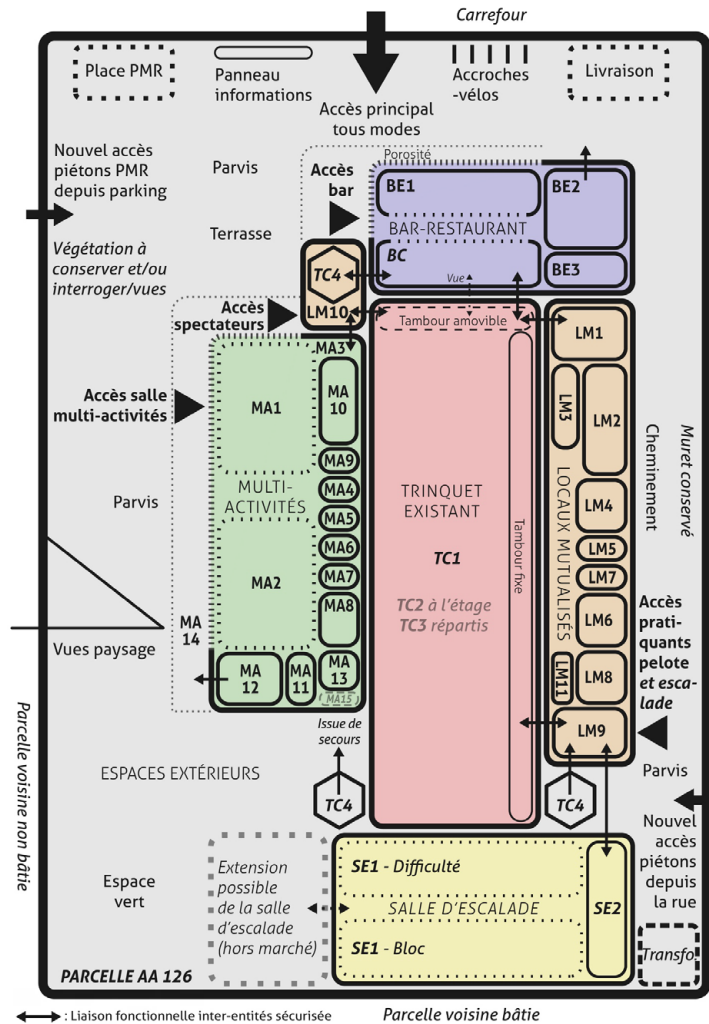 Carrefour
Place PMR
Panneau
informations
Accroches
-vélos
Livraison
Accès principal
tous modes
Nouvel accès
piétons PMR
depuis parking
Parvis
Terrasse
Végétation à
conserver et/ou
interroger/vues
Porosité
Accès
bar
BE1
BE2
BAR-RESTAURANT
BC
BE3
Vue
TC4
LM10
Accès
spectateurs
Tambour amovible
LM1
MA3
MA1
MA
10
Accès salle
multi-activités
LM3
LM2
Cheminement
Muret conservé
MA9
MA4
MULTI-
ACTIVITÉS
MA5
Parvis
TRINQUET
EXISTANT
TC1
TC2 à l'étage
TC3 répartis
Tambour fixe
LOCAUX MUTUALISÉS
LM4
LM5
LM7
MA6
MA2
MA7
MA8
LM6
MA
14
Vues paysage
Accès
prati-
quants
pelote
et esca-
lade
MA
12
MA
11
MA
13
MA15
LM11
LM8
LM9
Issue de
secours
Parvis
ESPACES EXTÉRIEURS
TC4
TC4
Parcelle voisine non
bâtie
Nouvel
accès
piétons
depuis
la rue
Espace
vert
Extension
possible
de la salle
d'escalade
(hors marché)
SE1 - Difficulté
SALLE D'ESCALADE
SE1 - Bloc
SE2
Transfo
PARCELLE AA 126
: Liaison fonctionnelle inter-entités sécurisée
Parcelle voisine bâtie